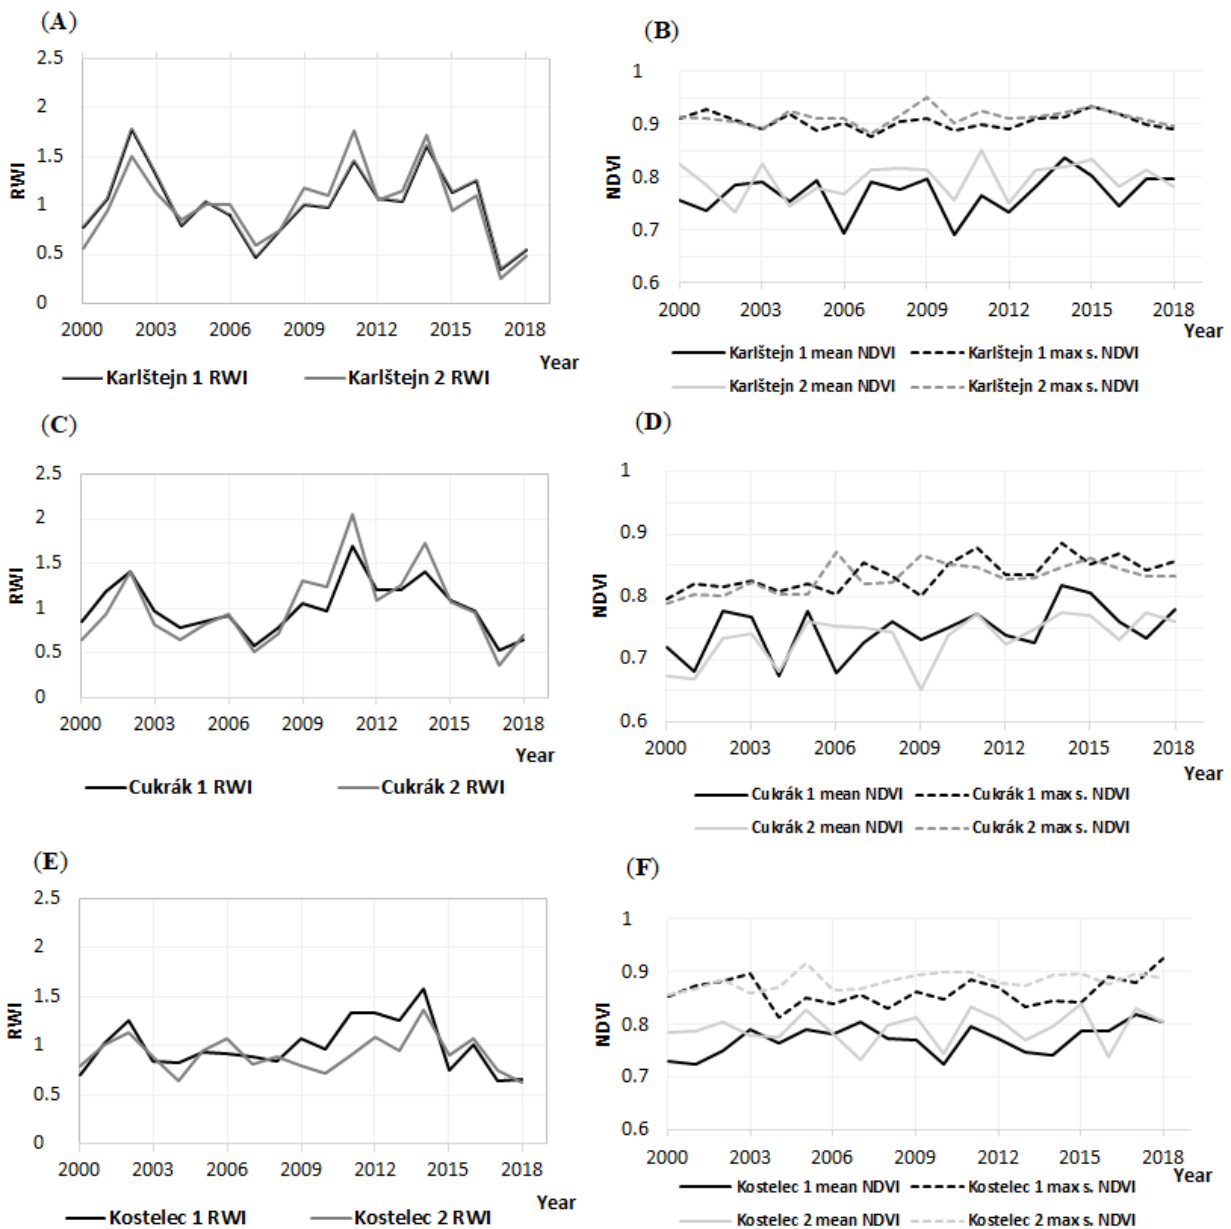 (A)
2.5
2
1.5
1
0.5
0
RWI
2000 2003 2006 2009 2012 2015 2018
Year
Karlštejn 1 RWI Karlštejn 2 RWI
(B)
1
0.9
0.8
0.7
0.6
NDVI
2000 2003 2006 2009 2012 2015 2018
Year
Karlštejn 1 mean NDVI Karlštejn 1 max s. NDVI
Karlštejn 2 mean NDVI Karlštejn 2 max s. NDVI
(C)
2.5
2
1.5
1
0.5
0
RWI
2000 2003 2006 2009 2012 2015 2018
Year
Cukrák 1 RWI Cukrák 2 RWI
(D)
1
0.9
0.8
0.7
0.6
NDVI
2000 2003 2006 2009 2012 2015 2018
Year
Cukrák 1 mean NDVI Cukrák 1 max s. NDVI
Cukrák 2 mean NDVI Cukrák 2 max s. NDVI
(E)
2.5
2
1.5
1
0.5
0
RWI
2000 2003 2006 2009 2012 2015 2018
Year
Kostelec 1 RWI Kostelec 2 RWI
(F)
1
0.9
0.8
0.7
0.6
NDVI
2000 2003 2006 2009 2012 2015 2018
Year
Kostelec 1 mean NDVI Kostelec 1 max s. NDVI
Kostelec 2 mean NDVI Kostelec 2 max s. NDVI